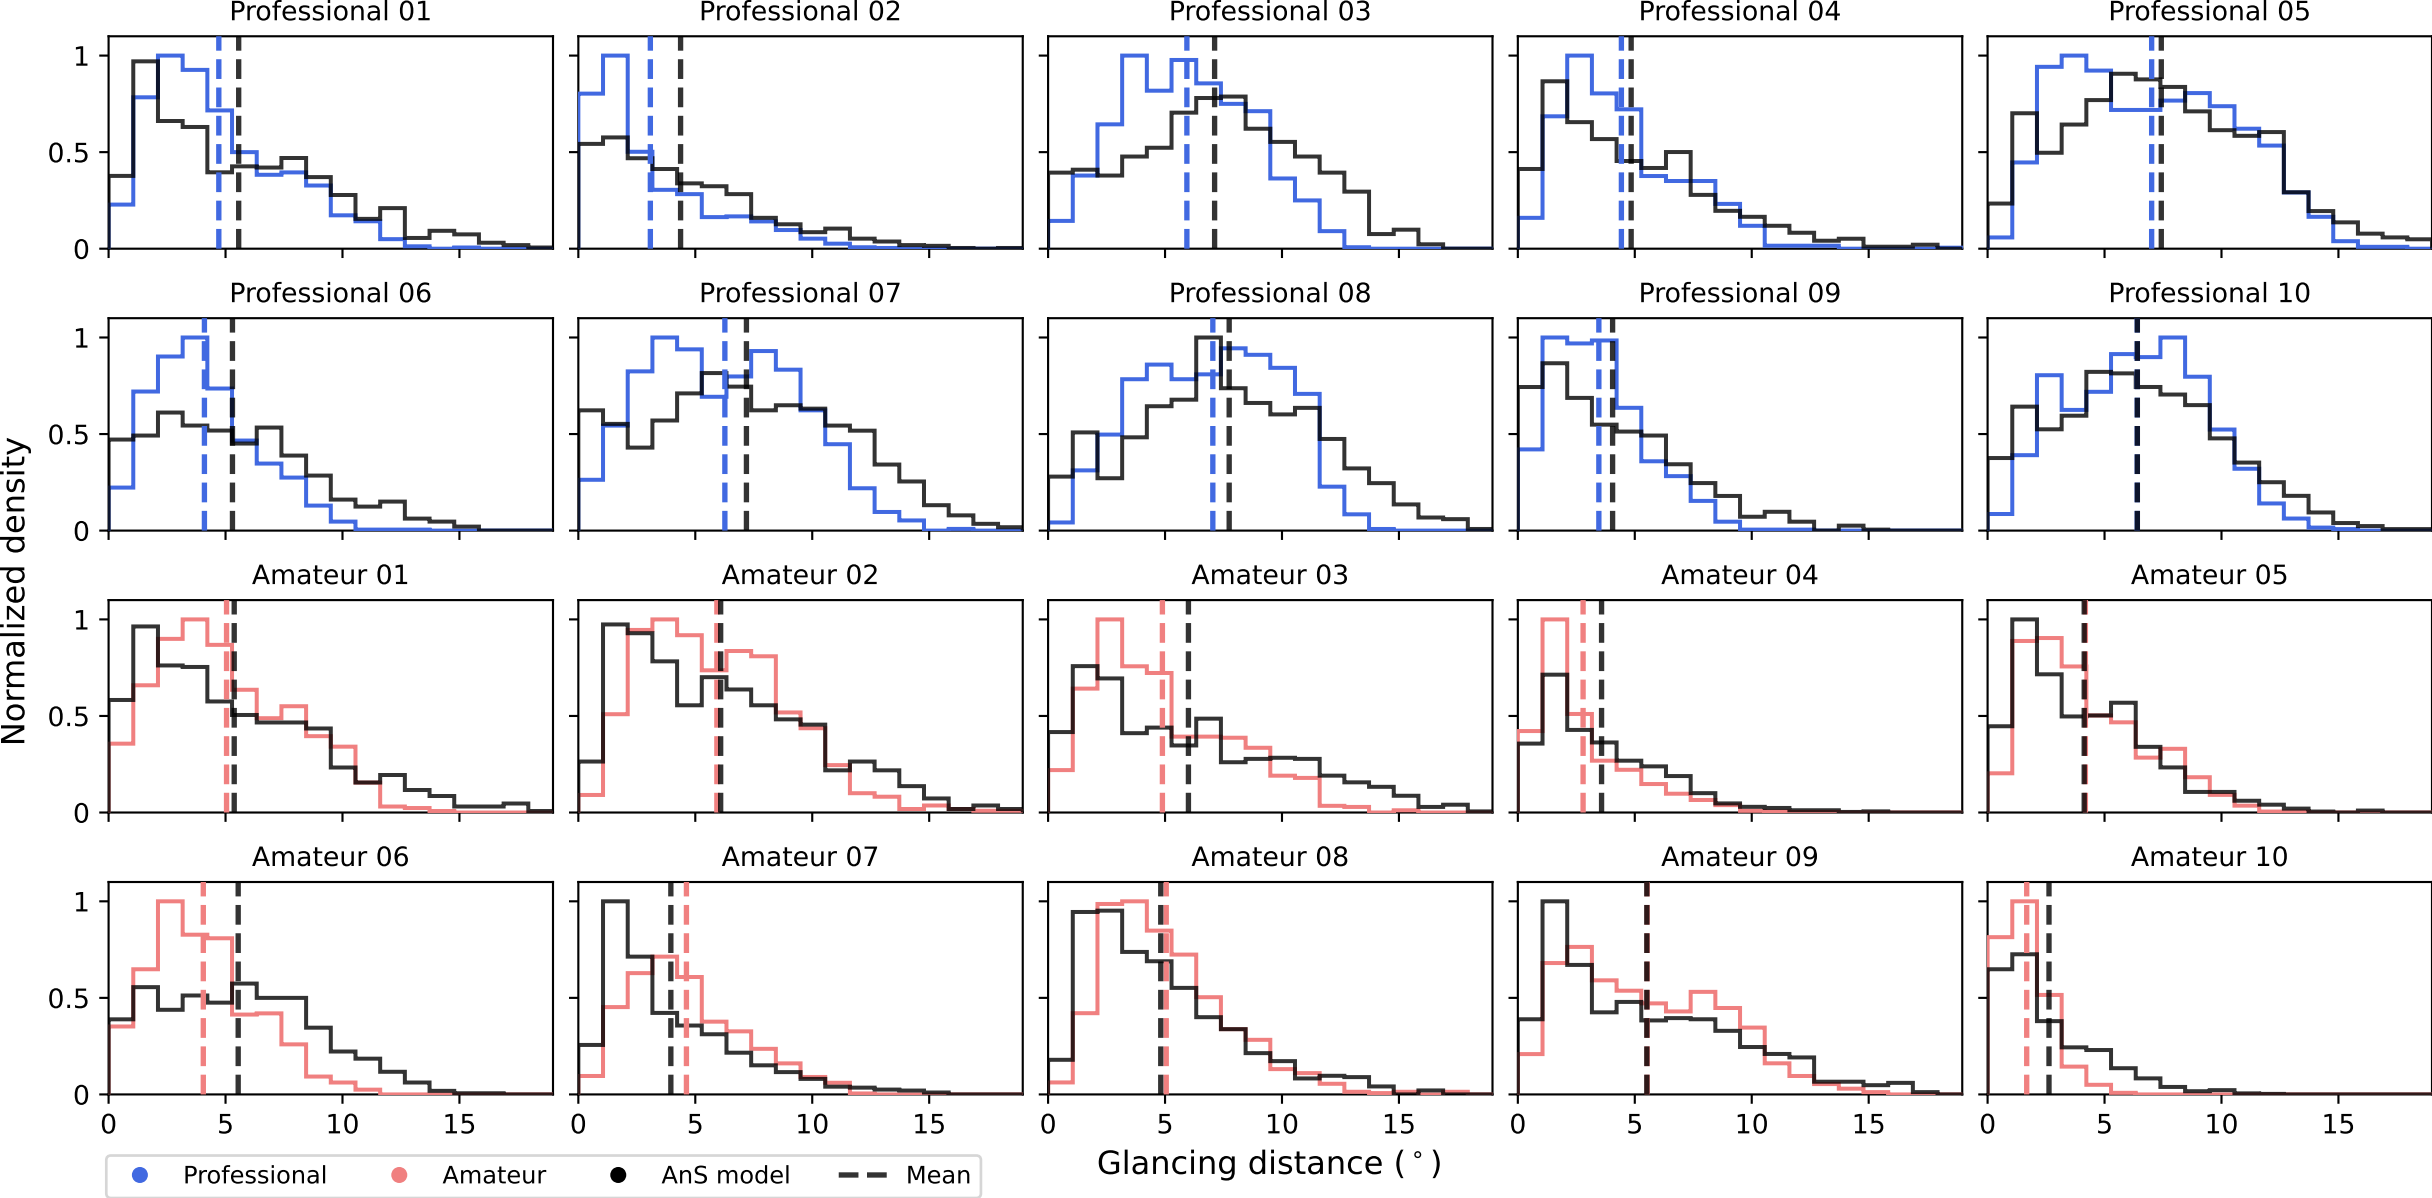 Professional 01
Professional 02
Professional 03
Professional 04
Professional 05
1
0.5
0
Professional 06
Professional 07
Professional 08
Professional 09
Professional 10
1
0.5
0
Normalized density
Amateur 01
Amateur 02
Amateur 03
Amateur 04
Amateur 05
1
0.5
0
Amateur 06
Amateur 07
Amateur 08
Amateur 09
Amateur 10
1
0.5
0
0 5 10 15
0 5 10 15
0 5 10 15
0 5 10 15
0 5 10 15
Professional Amateur AnS model Mean
Glancing distance (°)